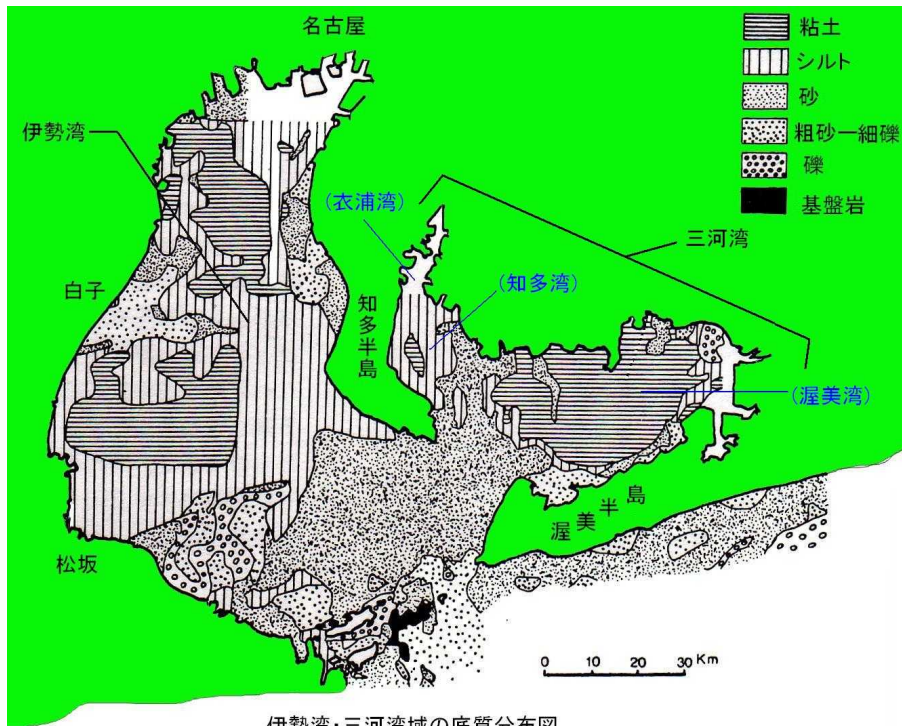 名古屋
粘土
シルト
砂
粗砂一細礫
礫
基盤岩
伊勢湾
(衣浦湾)
三河湾
白子
(知多湾)
知多半島
(渥美湾)
渥美半島
松坂
0 10 20 30 Km
伊勢湾・三河湾域の底質分布図